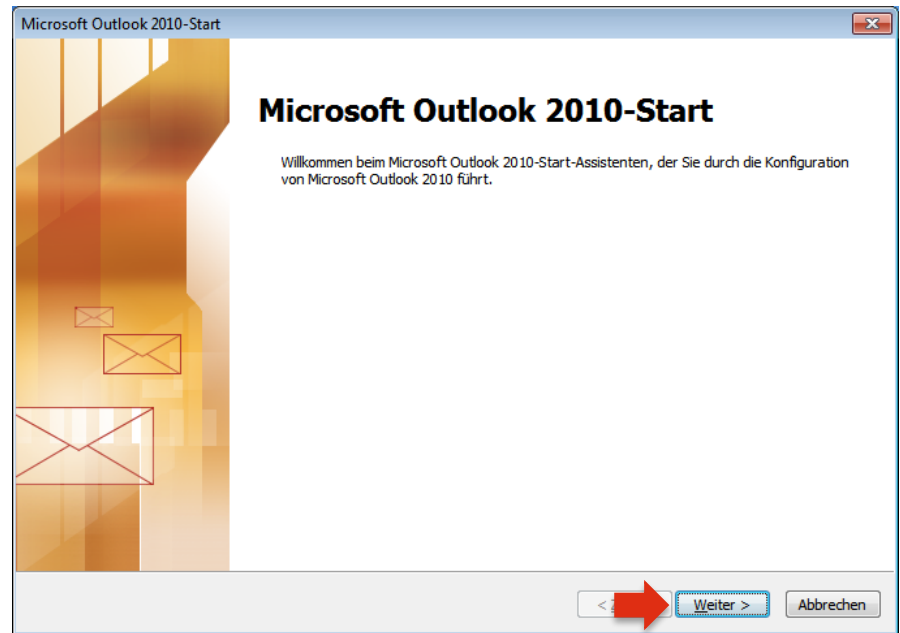 Microsoft Outlook 2010-Start
Microsoft Outlook 2010-Start
Willkommen beim Microsoft Outlook 2010-Start-Assistenten, der Sie durch die Konfiguration
von Microsoft Outlook 2010 führt.
< Weiter > Abbrechen